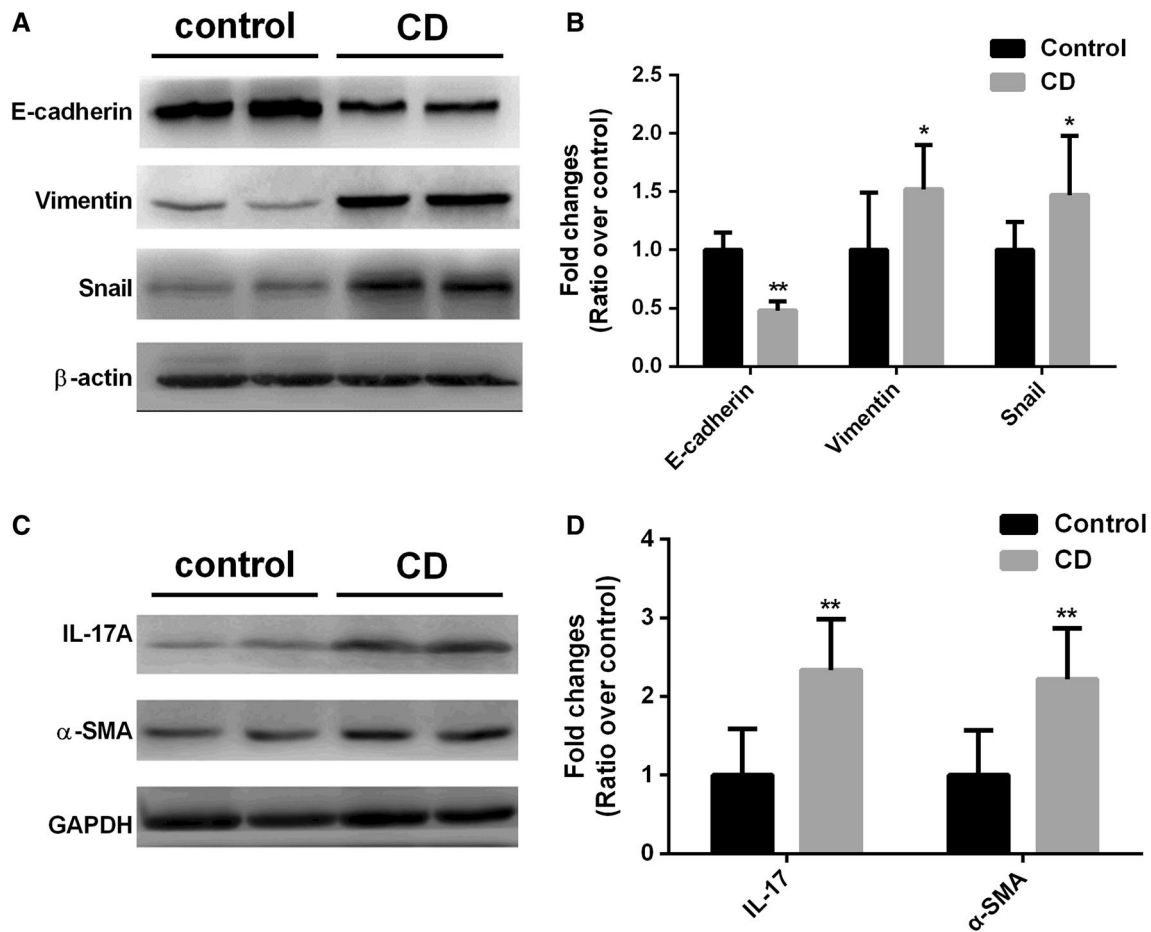 A
control CD
E-cadherin
Vimentin
Snail
β-actin
B
Control
CD
Fold changes
(Ratio over control)
2.5
2.0
1.5
1.0
0.5
0.0
**
*
*
E-cadherin
Vimentin
Snail
C
control CD
IL-17A
α-SMA
GAPDH
D
Control
CD
Fold changes
(Ratio over control)
4
3
2
1
0
**
**
IL-17
α-SMA